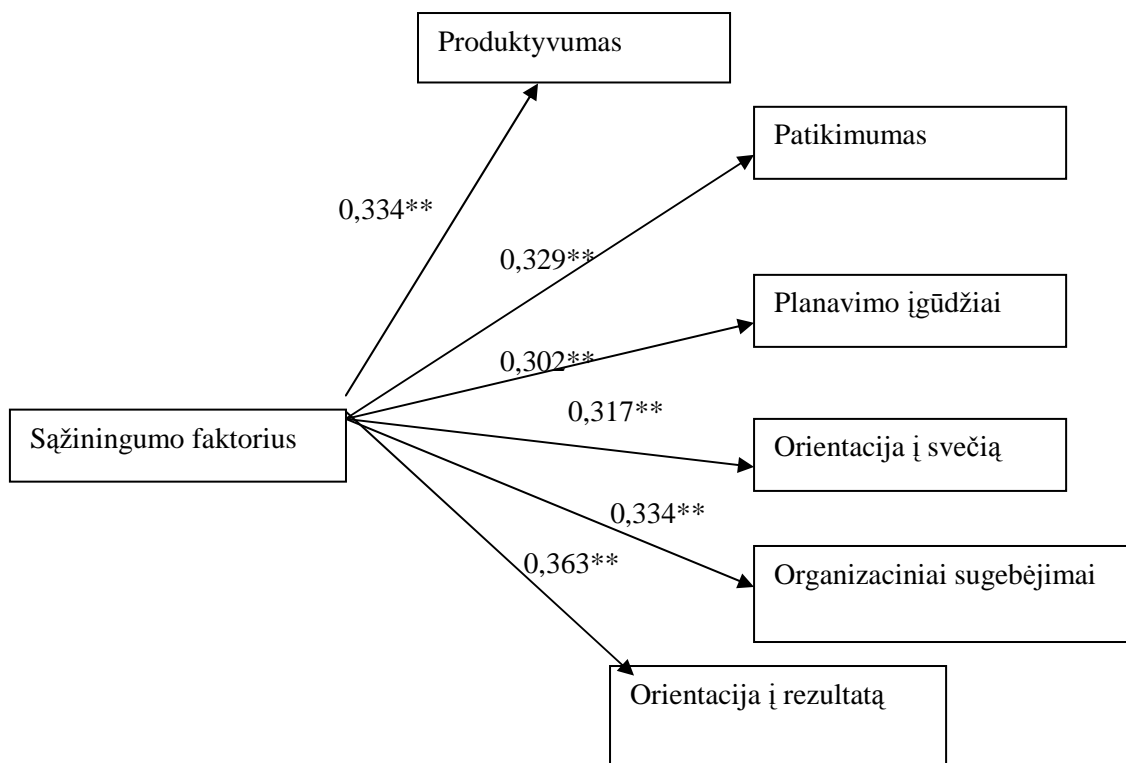 Produktyvumas
Patikimumas
0,334**
0,329**
Planavimo įgūdžiai
0,302**
0,317**
Sąžiningumo faktorius
Orientacija į svečią
0,334**
0,363**
Organizaciniai sugebėjimai
Orientacija į rezultatą